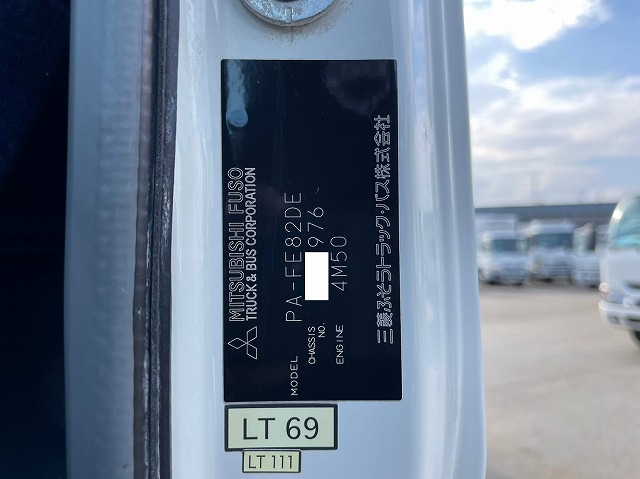 MITSUBISHI FUSO
TRUCK & BUS CORPORATION
MODEL PA-FE82DE
CHASSIS NO. 976
ENGINE 4M50
三菱ふそうトラック・バス株式会社
LT 69
LT 111